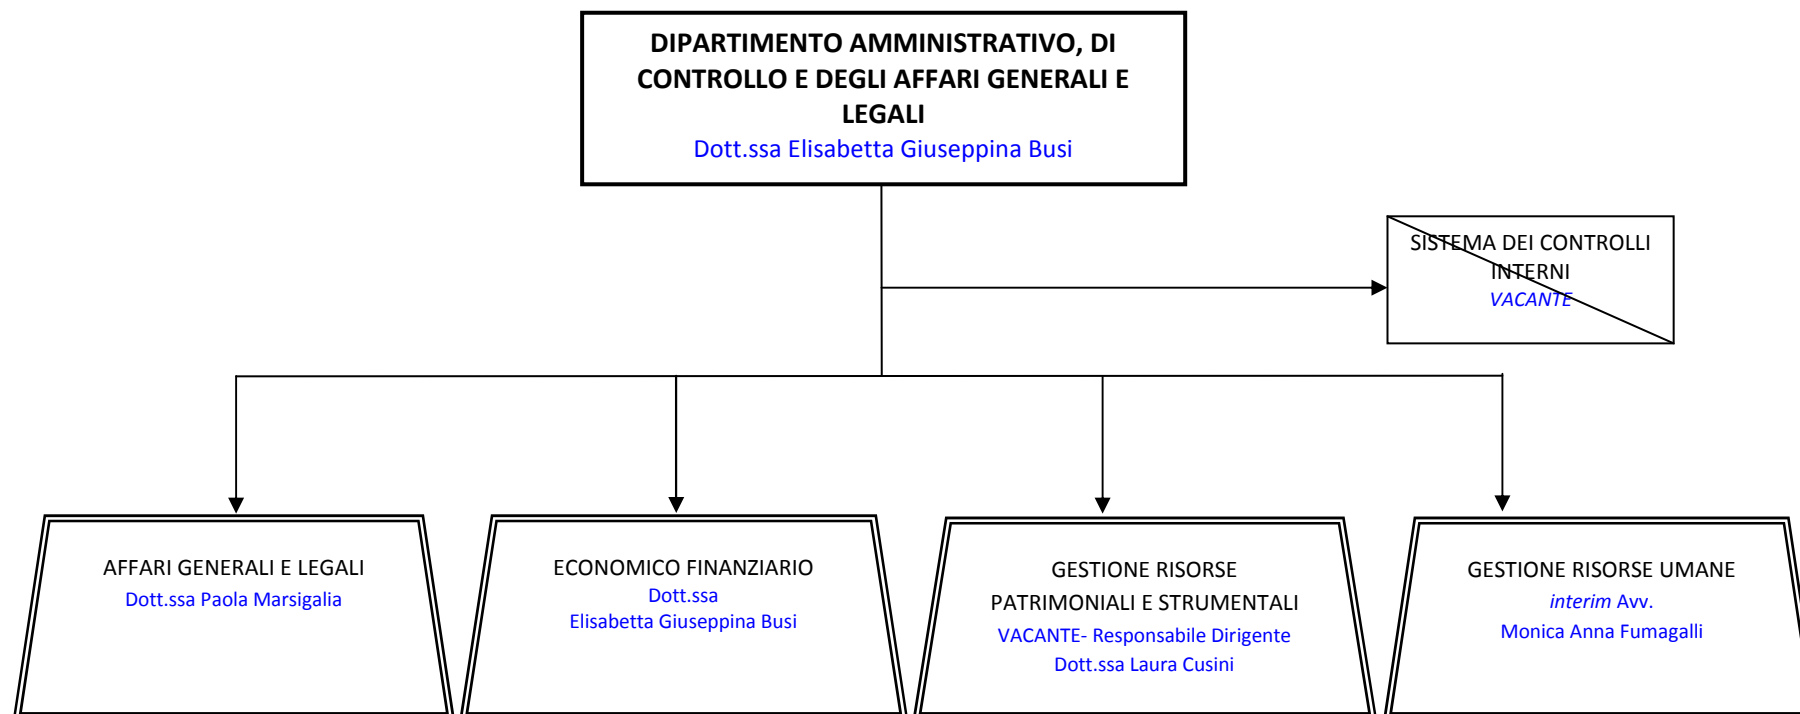 DIPARTIMENTO AMMINISTRATIVO, DI
CONTROLLO E DEGLI AFFARI GENERALI E
LEGALI
Dott.ssa Elisabetta Giuseppina Busi
SISTEMA DEI CONTROLLI
INTERNI
VACANTE
AFFARI GENERALI E LEGALI
Dott.ssa Paola Marsigalia
ECONOMICO FINANZIARIO
Dott.ssa
Elisabetta Giuseppina Busi
GESTIONE RISORSE
PATRIMONIALI E STRUMENTALI
VACANTE- Responsabile Dirigente
Dott.ssa Laura Cusini
GESTIONE RISORSE UMANE
interim Avv.
Monica Anna Fumagalli